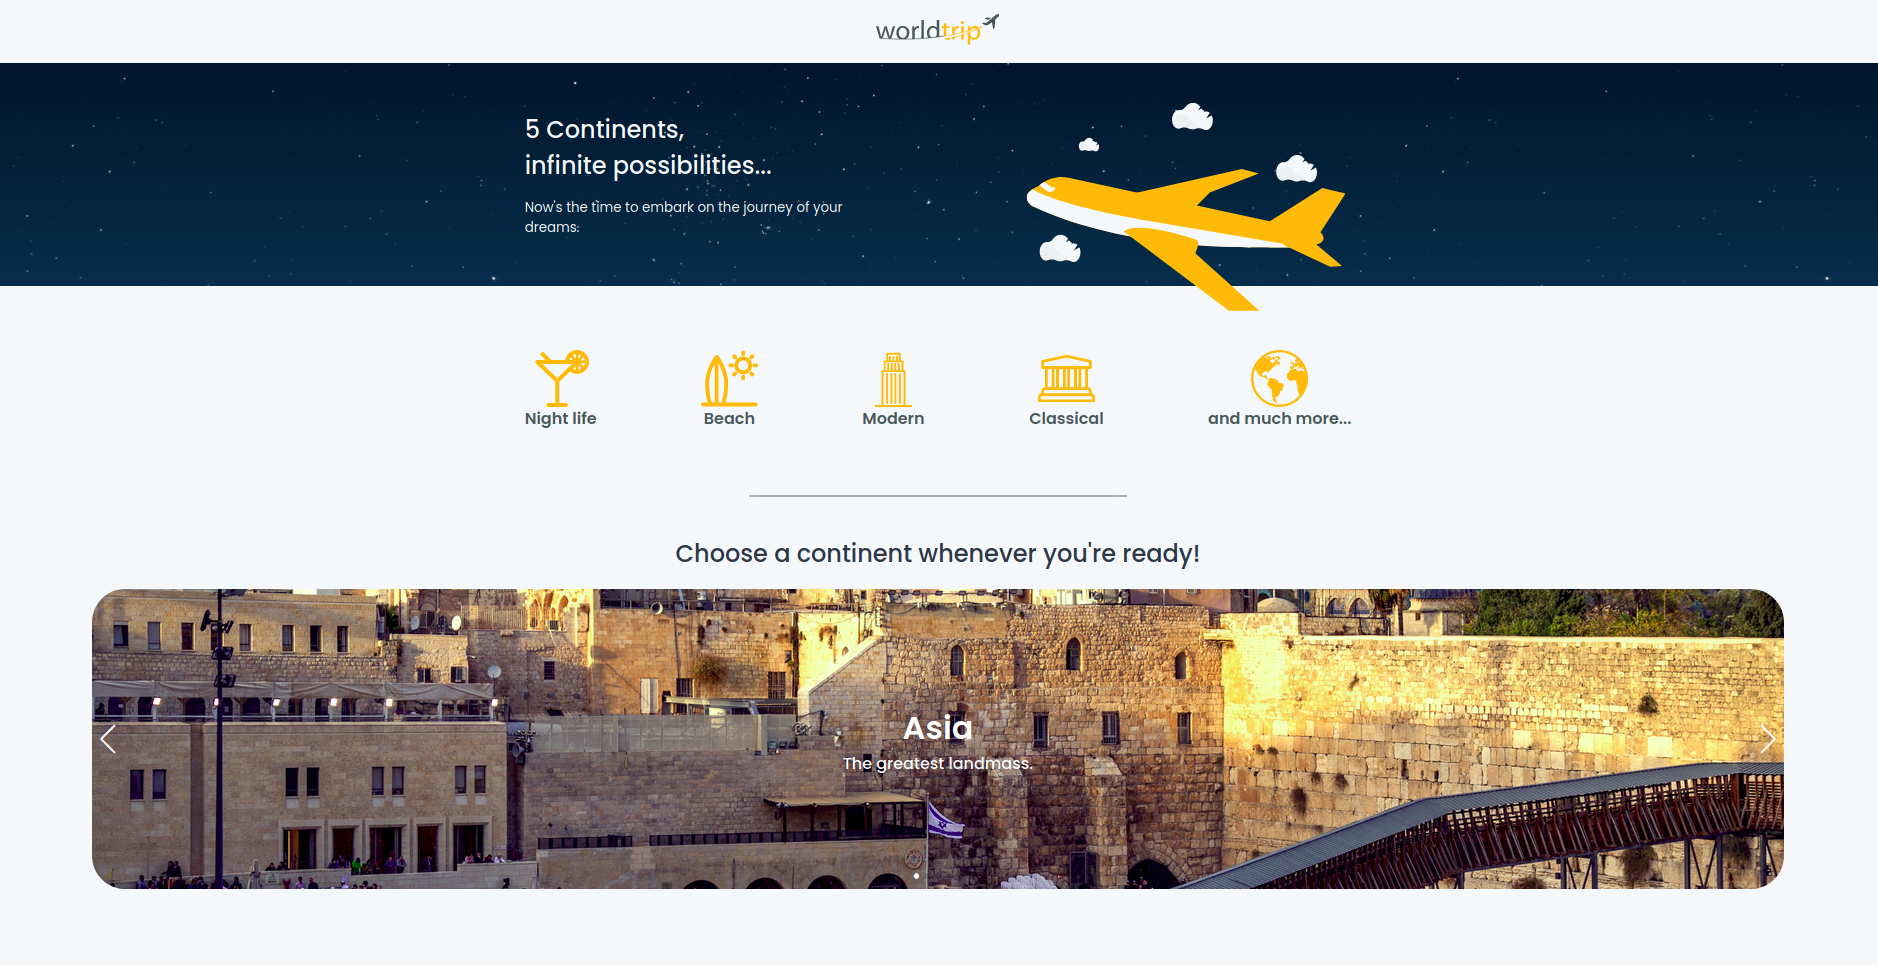 worldtrip
5 Continents,
infinite possibilities...
Now's the time to embark on the journey of your
dreams.
Night life
Beach
Modern
Classical
and much more...
Choose a continent whenever you're ready!
Asia
The greatest landmass.